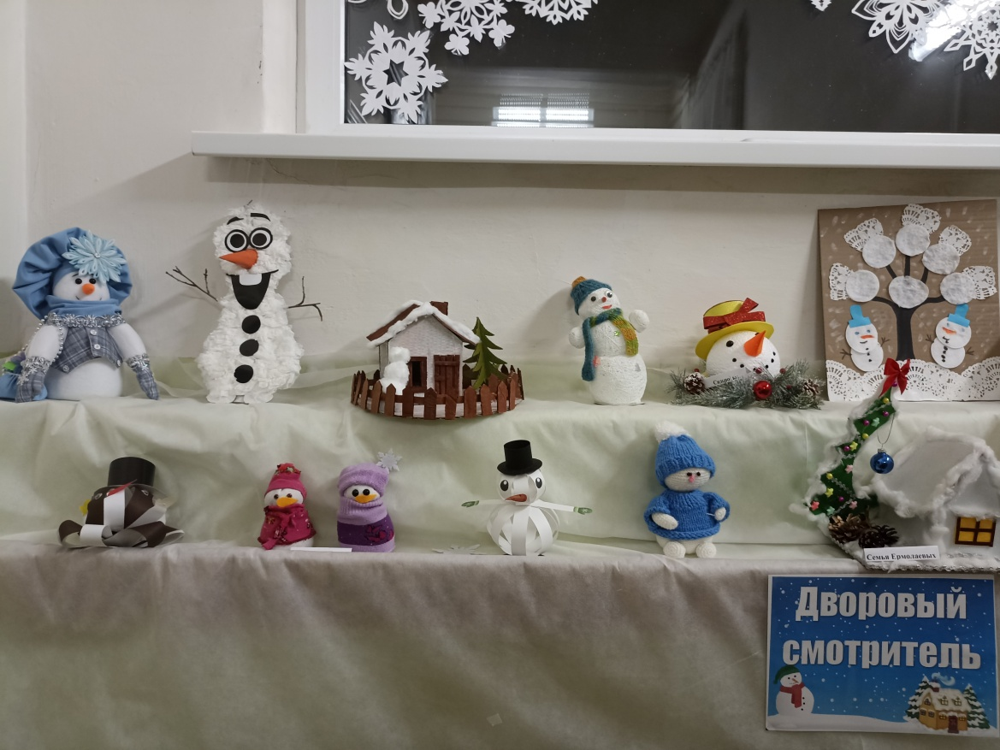 Семья Ермолаевых
Дворовый
смотритель